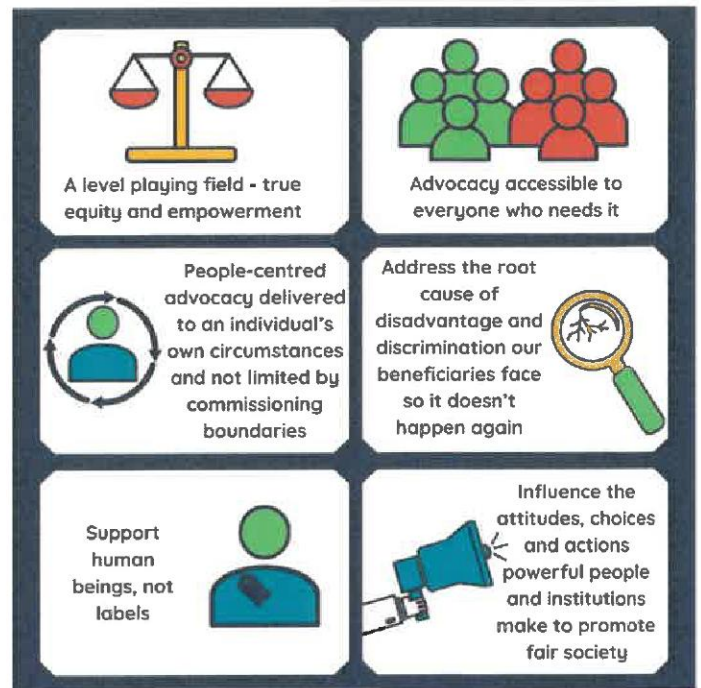 A level playing field - true
equity and empowerment
Advocacy accessible to
everyone who needs it
People-centred
advocacy delivered
to an individual's
own circumstances
and not limited by
commissioning
boundaries
Address the root
cause of
disadvantage and
discrimination our
beneficiaries face
so it doesn't
happen again
Support
human
beings, not
labels
Influence the
attitudes, choices
and actions
powerful people
and institutions
make to promote
fair society